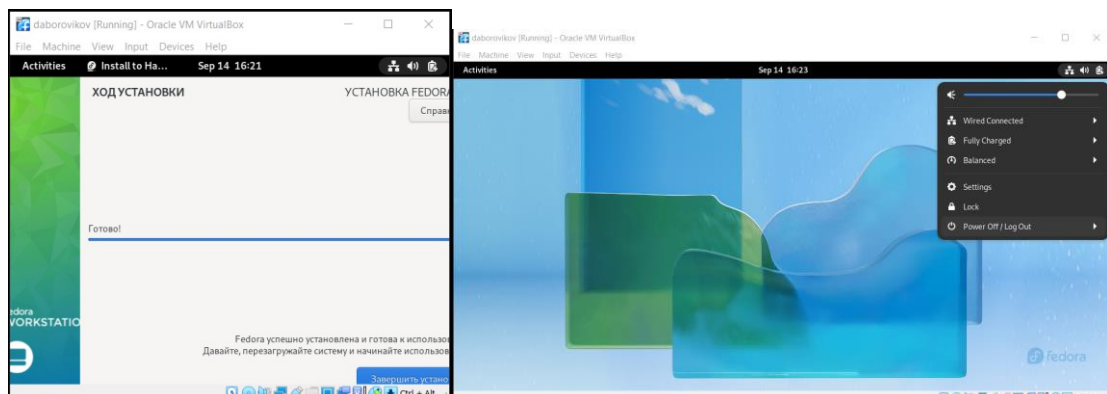 daborovikov [Running] - Oracle VM VirtualBox
File Machine View Input Devices Help
Activities Install to Ha... Sep 14 16:21
ХОД УСТАНОВКИ УСТАНОВКА FEDORA
Справ
Готово!
edora
WORKSTATIO
Fedora успешно установлена и готова к использо
Давайте, перезагружайте систему и начинайте использов
Завершить устано
Ctrl + Alt
daborovikov [Running] - Oracle VM VirtualBox
File Machine View Input Devices Help
Activities Sep 14 16:23
Wired Connected
Fully Charged
Balanced
Settings
Lock
Power Off / Log Out
fedora